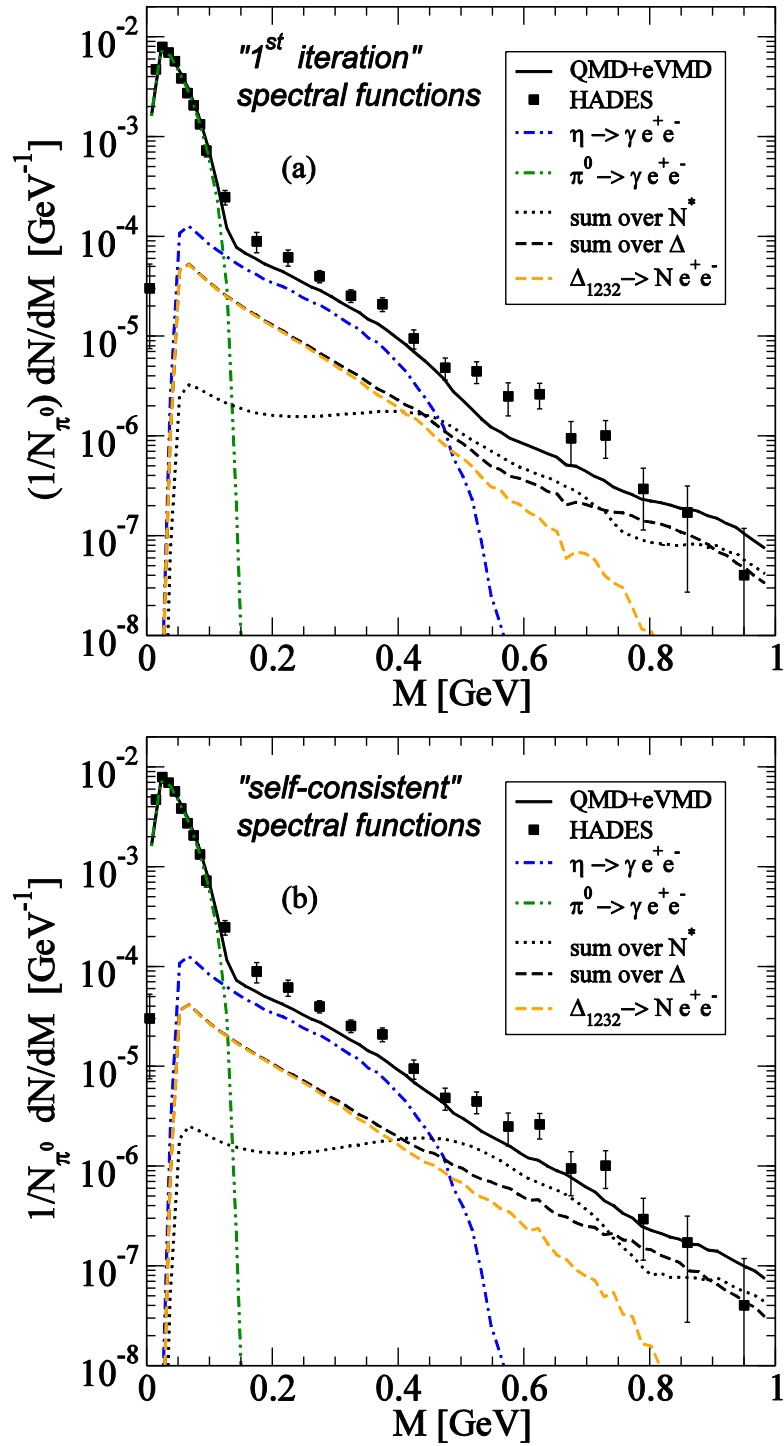 "1st iteration"
spectral functions
(a)
QMD+eVMD
HADES
η −> γ e+e-
π0 −> γ e+e-
sum over N*
sum over Δ
Δ1232−> N e+e-
(1/Nπ0) dN/dM [GeV-1]
10-2
10-3
10-4
10-5
10-6
10-7
10-8
0 0.2 0.4 0.6 0.8 1
M [GeV]
"self-consistent"
spectral functions
(b)
QMD+eVMD
HADES
η −> γ e+e-
π0 −> γ e+e-
sum over N*
sum over Δ
Δ1232−> N e+e-
1/Nπ0 dN/dM [GeV-1]
10-2
10-3
10-4
10-5
10-6
10-7
10-8
0 0.2 0.4 0.6 0.8 1
M [GeV]